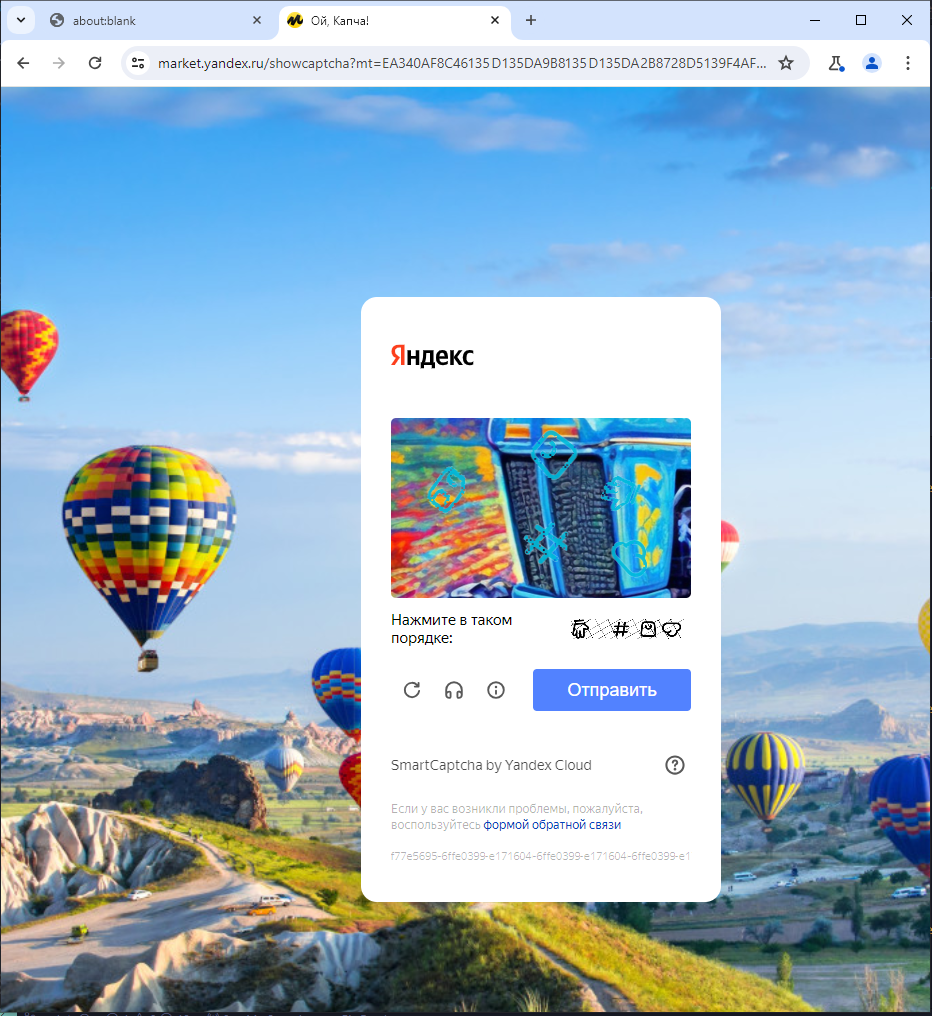 about:blank
Ой, Капча!
market.yandex.ru/showcaptcha?mt=EA340AF8C46135D135DA9B8135D135DA2B8728D5139F4AF...
Яндекс
Нажмите в таком
порядке:
Отправить
SmartCaptcha by Yandex Cloud
Если у вас возникли проблемы, пожалуйста,
воспользуйтесь формой обратной связи
f77e5695-6ffe0399-e171604-6ffe0399-e171604-6ffe0399-e1